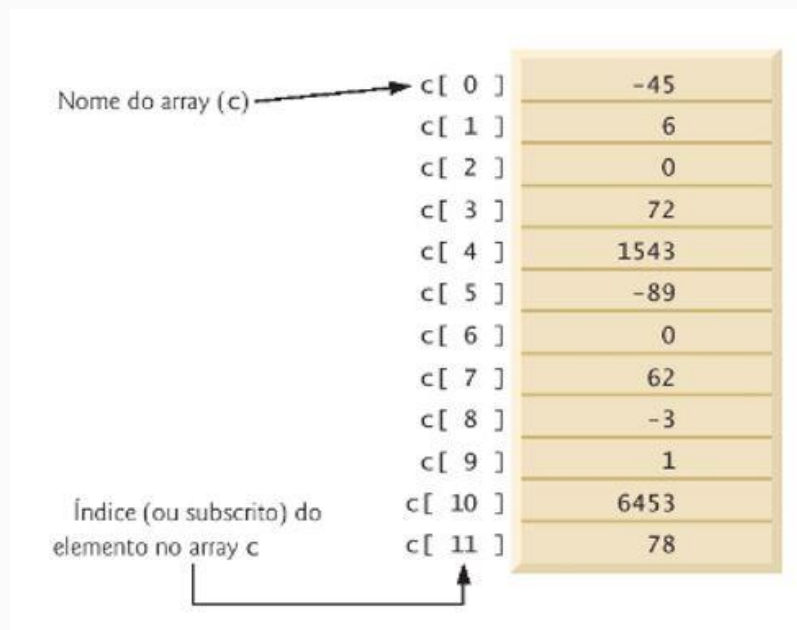 Nome do array (c)
c[ 0 ] -45
c[ 1 ] 6
c[ 2 ] 0
c[ 3 ] 72
c[ 4 ] 1543
c[ 5 ] -89
c[ 6 ] 0
c[ 7 ] 62
c[ 8 ] -3
c[ 9 ] 1
c[ 10 ] 6453
c[ 11 ] 78
Índice (ou subscrito) do
elemento no array c